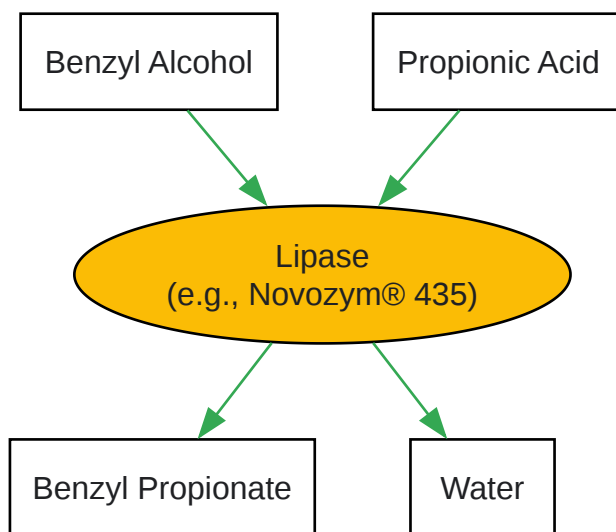 Benzyl Alcohol
Propionic Acid
Lipase
(e.g., Novozym® 435)
Benzyl Propionate
Water